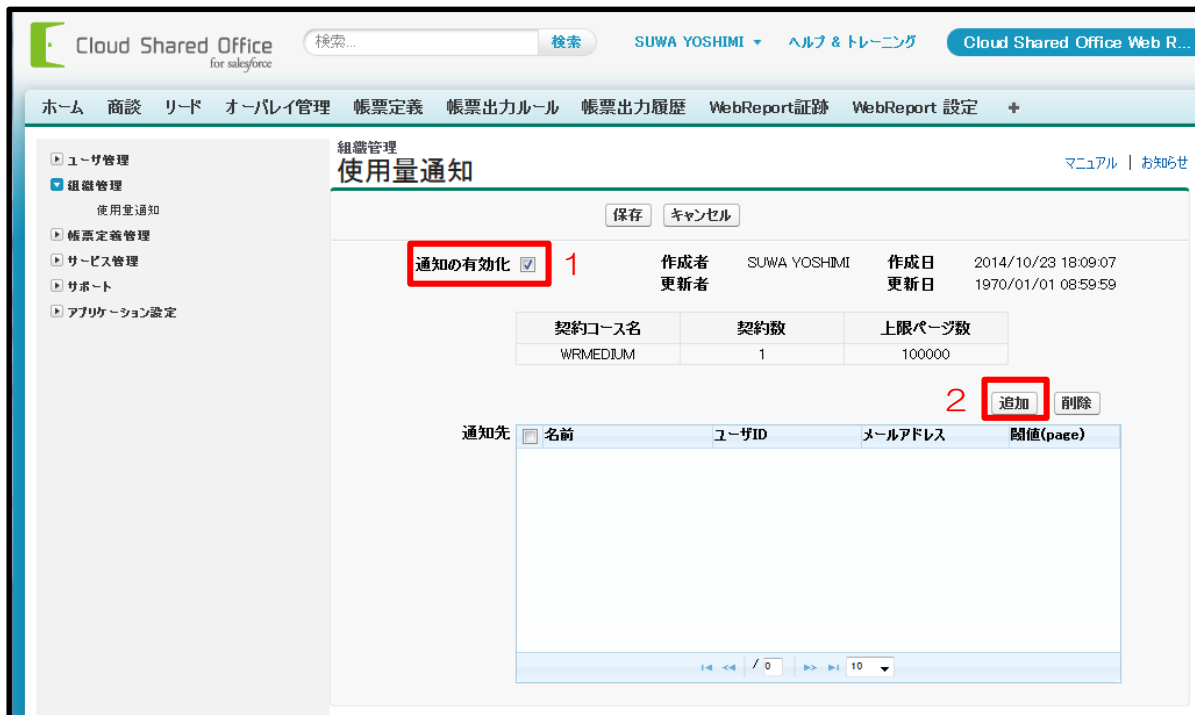 Cloud Shared Office
for salesforce
検索...
検索
SUWA YOSHIMI
ヘルプ & トレーニング
Cloud Shared Office Web R...
ホーム 商談 リード オーバレイ管理 帳票定義 帳票出力ルール 帳票出力履歴 WebReport証跡 WebReport 設定 +
ユーザ管理
組織管理
使用量通知
帳票定義管理
サービス管理
サポート
アプリケーション設定
組織管理
使用量通知
マニュアル | お知らせ
保存 キャンセル
通知の有効化 1 作成者 SUWA YOSHIMI 作成日 2014/10/23 18:09:07
更新者 更新日 1970/01/01 08:59:59
契約コース名 契約数 上限ページ数
WRMEDIUM 1 100000
2 追加 削除
通知先 名前 ユーザID メールアドレス 閾値(page)
/ 0 10